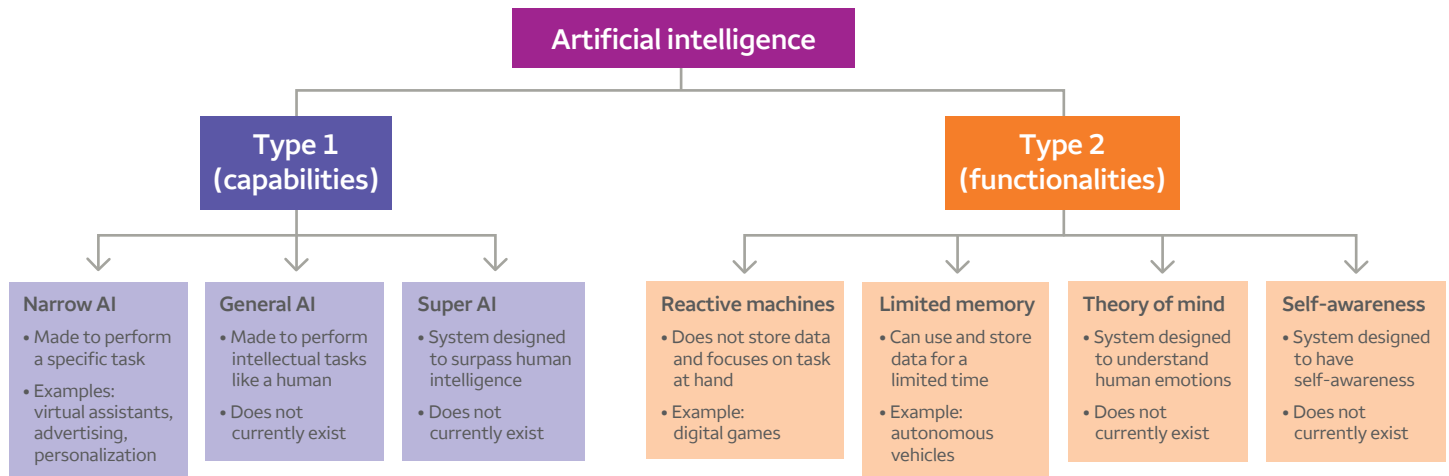 Artificial intelligence
Type 1
(capabilities)
Type 2
(functionalities)
Narrow AI
• Made to perform
a specific task
• Examples:
virtual assistants,
advertising,
personalization
General AI
• Made to perform
intellectual tasks
like a human
• Does not
currently exist
Super AI
• System designed
to surpass human
intelligence
• Does not
currently exist
Reactive machines
• Does not store data
and focuses on task
at hand
• Example:
digital games
Limited memory
• Can use and store
data for a
limited time
• Example:
autonomous
vehicles
Theory of mind
• System designed
to understand
human emotions
• Does not
currently exist
Self-awareness
• System designed
to have
self-awareness
• Does not
currently exist